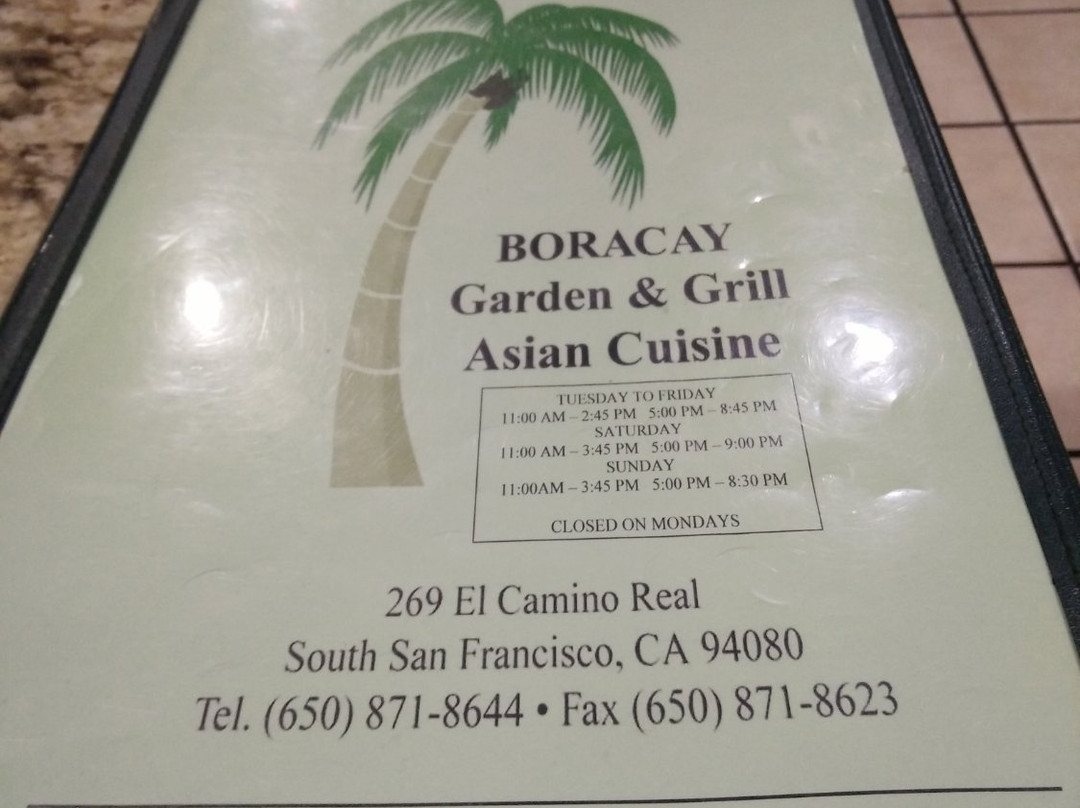 BORACAY
Garden & Grill
Asian Cuisine
TUESDAY TO FRIDAY
11:00 AM – 2:45 PM 5:00 PM – 8:45 PM
SATURDAY
11:00 AM – 3:45 PM 5:00 PM – 9:00 PM
SUNDAY
11:00AM – 3:45 PM 5:00 PM – 8:30 PM
CLOSED ON MONDAYS
269 El Camino Real
South San Francisco, CA 94080
Tel. (650) 871-8644 • Fax (650) 871-8623